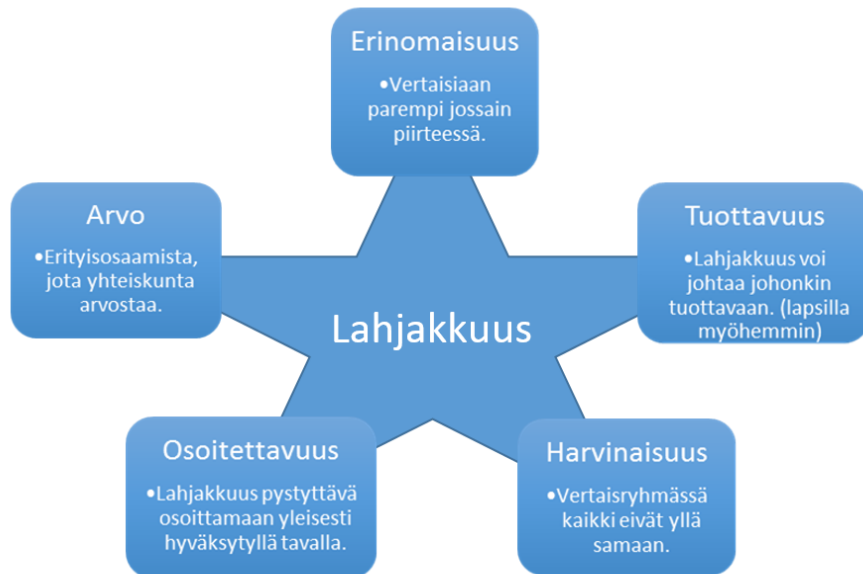 Erinomaisuus
•Vertaisiaan
parempi jossain
piirteessä.
Arvo
•Erityisosaamista,
jota yhteiskunta
arvostaa.
Tuottavuus
•Lahjakkuus voi
johtaa johonkin
tuottavaan. (lapsilla
myöhemmin)
Lahjakkuus
Osoitettavuus
•Lahjakkuus pystyttävä
osoittamaan yleisesti
hyväksytyllä tavalla.
Harvinaisuus
•Vertaisryhmässä
kaikki eivät yllä
samaan.